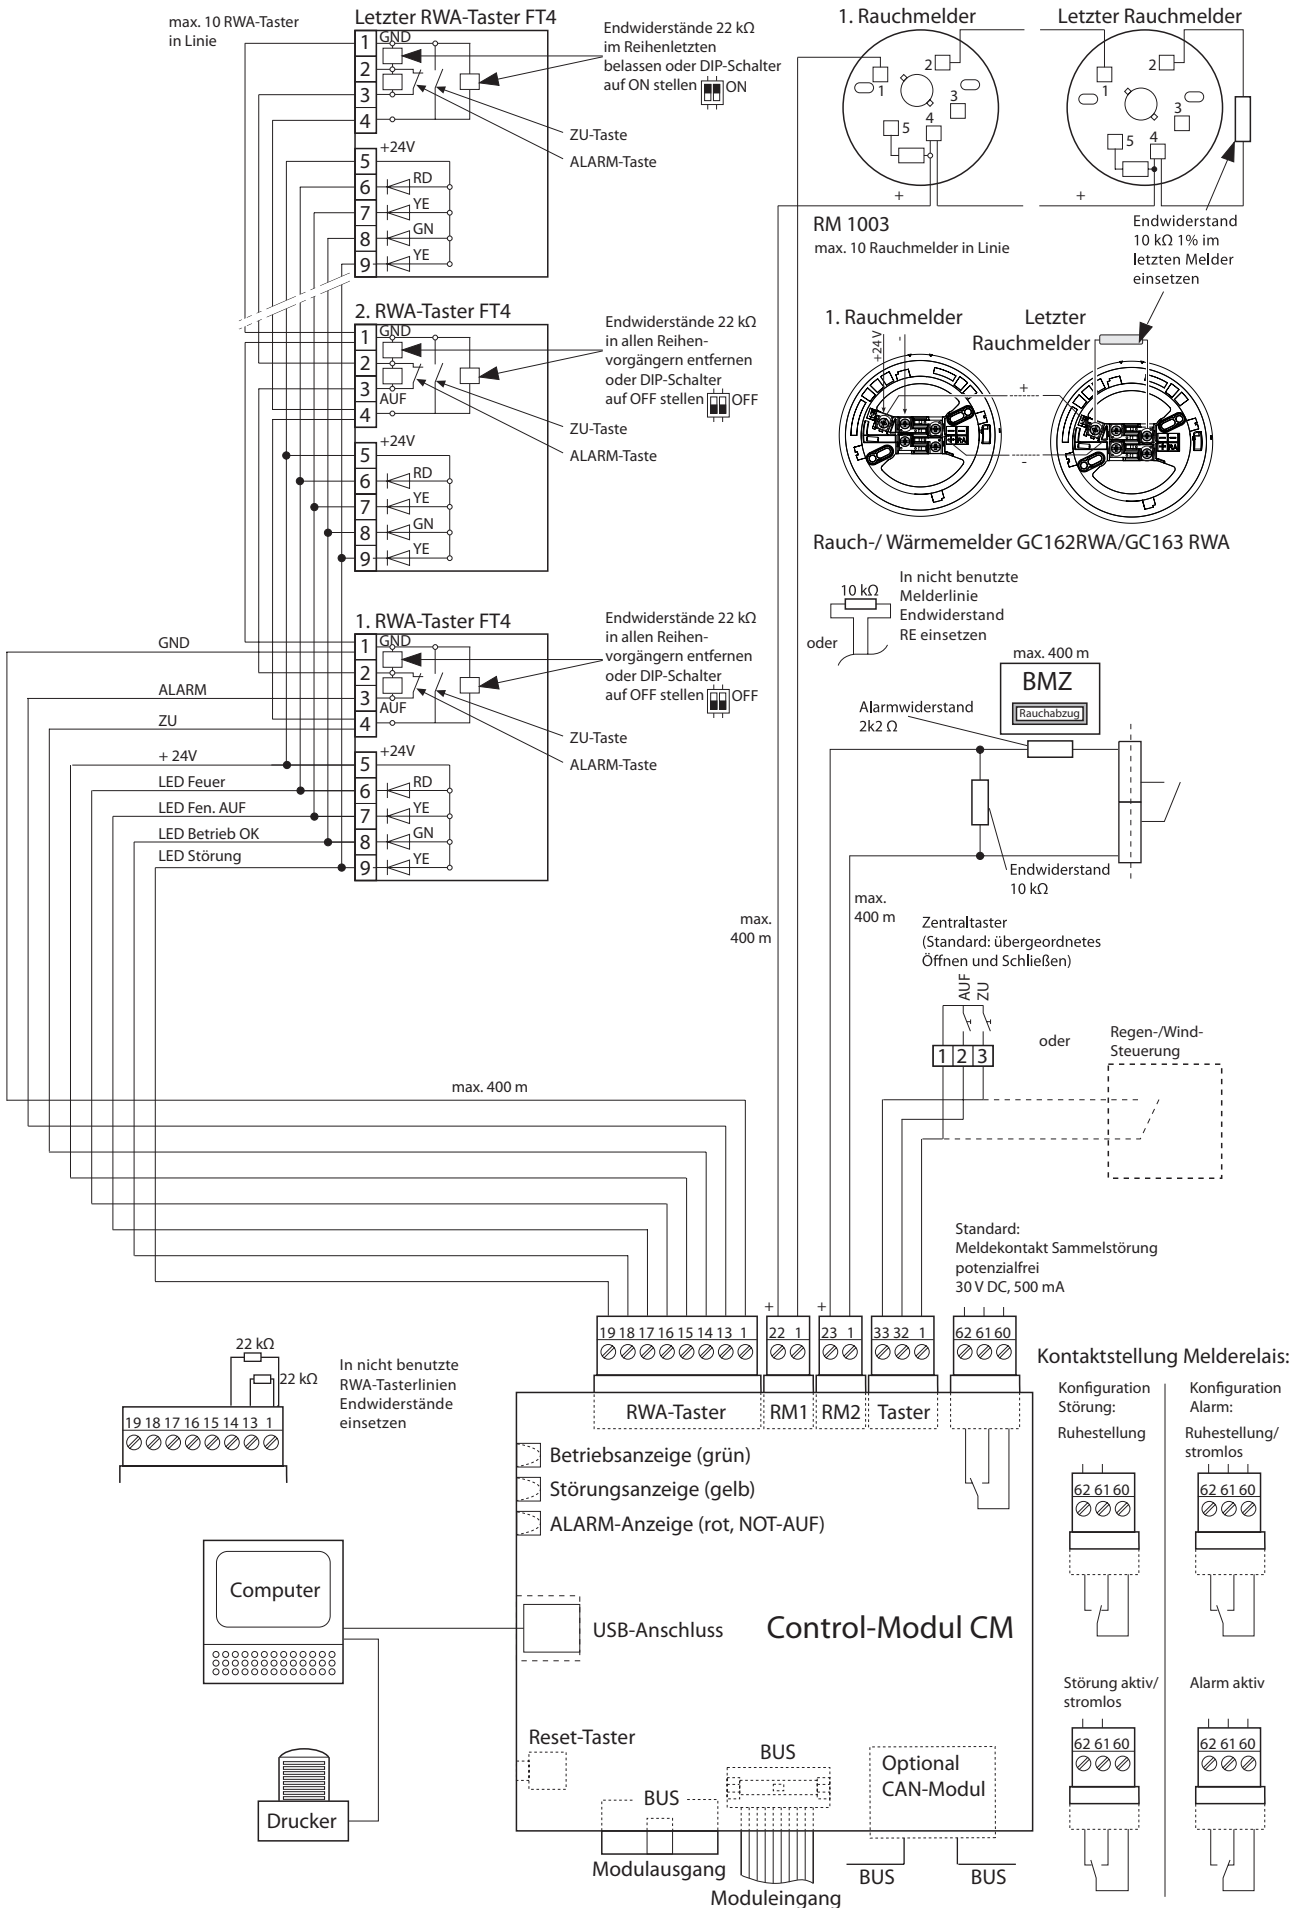 max. 10 RWA-Taster
in Linie
Letzter RWA-Taster FT4
GND
1
2
3
4
+24V
5
6 RD
7 YE
8 GN
9 YE
Endwiderstände 22 kΩ
im Reihenletzten
belassen oder DIP-Schalter
auf ON stellen ON
ZU-Taste
ALARM-Taste
2. RWA-Taster FT4
GND
1
2
3
AUF
4
+24V
5
6 RD
7 YE
8 GN
9 YE
Endwiderstände 22 kΩ
in allen Reihen-
vorgängern entfernen
oder DIP-Schalter
auf OFF stellen OFF
ZU-Taste
ALARM-Taste
1. RWA-Taster FT4
GND
1
2
3
AUF
4
+24V
5
6 RD
7 YE
8 GN
9 YE
Endwiderstände 22 kΩ
in allen Reihen-
vorgängern entfernen
oder DIP-Schalter
auf OFF stellen OFF
ZU-Taste
ALARM-Taste
GND
ALARM
ZU
+ 24V
LED Feuer
LED Fen. AUF
LED Betrieb OK
LED Störung
max. 400 m
1. Rauchmelder
1
2
3
4
5
+
Letzter Rauchmelder
1
2
3
4
5
+
RM 1003
max. 10 Rauchmelder in Linie
Endwiderstand
10 kΩ 1% im
letzten Melder
einsetzen
1. Rauchmelder
+24V
-
Letzter
Rauchmelder
+
-
Rauch-/ Wärmemelder GC162RWA/GC163 RWA
10 kΩ
oder
In nicht benutzte
Melderlinie
Endwiderstand
RE einsetzen
max. 400 m
BMZ
Rauchabzug
Alarmwiderstand
2k2 Ω
Endwiderstand
10 kΩ
max.
400 m
max.
400 m
Zentraltaster
(Standard: übergeordnetes
Öffnen und Schließen)
AUF
ZU
1 2 3
oder
Regen-/Wind-
Steuerung
Standard:
Meldekontakt Sammelstörung
potenzialfrei
30 V DC, 500 mA
+ +
19 18 17 16 15 14 13 1
22 1
23 1
33 32 1
62 61 60
RWA-Taster
RM1
RM2
Taster
22 kΩ
22 kΩ
19 18 17 16 15 14 13 1
In nicht benutzte
RWA-Tasterlinien
Endwiderstände
einsetzen
Betriebsanzeige (grün)
Störungsanzeige (gelb)
ALARM-Anzeige (rot, NOT-AUF)
Computer
USB-Anschluss
Control-Modul CM
Drucker
Reset-Taster
BUS
Modulausgang
BUS
Moduleingang
Optional
CAN-Modul
BUS
BUS
Kontaktstellung Melderelais:
Konfiguration
Störung:
Ruhestellung
62 61 60
Konfiguration
Alarm:
Ruhestellung/
stromlos
62 61 60
Störung aktiv/
stromlos
62 61 60
Alarm aktiv
62 61 60